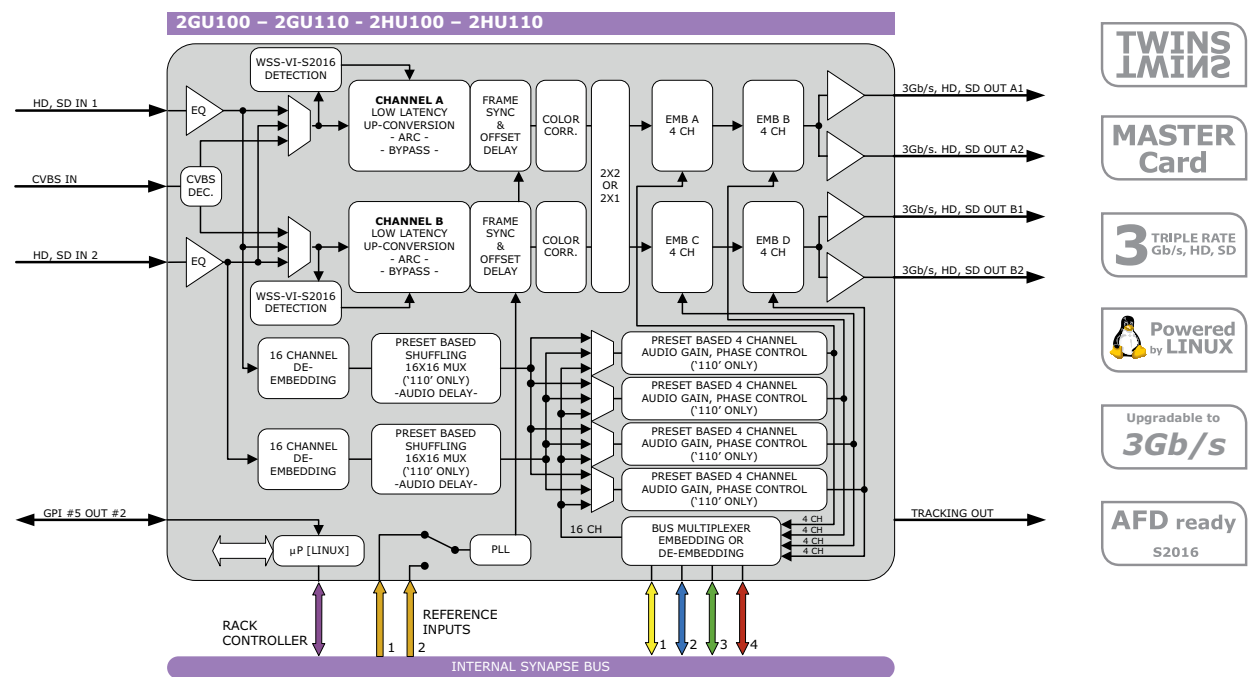 2GU100 – 2GU110 - 2HU100 – 2HU110
HD, SD IN 1
CVBS IN
HD, SD IN 2
EQ
CVBS
DEC.
EQ
WSS-VI-S2016
DETECTION
CHANNEL A
LOW LATENCY
UP-CONVERSION
- ARC -
- BYPASS -
FRAME
SYNC
&
OFFSET
DELAY
COLOR
CORR.
2X2
OR
2X1
EMB A
4 CH
EMB B
4 CH
3Gb/s, HD, SD OUT A1
3Gb/s. HD, SD OUT A2
CHANNEL B
LOW LATENCY
UP-CONVERSION
- ARC -
- BYPASS -
FRAME
SYNC
&
OFFSET
DELAY
COLOR
CORR.
EMB C
4 CH
EMB D
4 CH
3Gb/s, HD, SD OUT B1
3Gb/s, HD, SD OUT B2
WSS-VI-S2016
DETECTION
16 CHANNEL
DE-
EMBEDDING
PRESET BASED
SHUFFLING
16X16 MUX
(‘110’ ONLY)
-AUDIO DELAY-
16 CHANNEL
DE-
EMBEDDING
PRESET BASED
SHUFFLING
16X16 MUX
(‘110’ ONLY)
-AUDIO DELAY-
PRESET BASED 4 CHANNEL
AUDIO GAIN, PHASE CONTROL
(‘110’ ONLY)
PRESET BASED 4 CHANNEL
AUDIO GAIN, PHASE CONTROL
(‘110’ ONLY)
PRESET BASED 4 CHANNEL
AUDIO GAIN, PHASE CONTROL
(‘110’ ONLY)
PRESET BASED 4 CHANNEL
AUDIO GAIN, PHASE CONTROL
(‘110’ ONLY)
GPI #5 OUT #2
µP [LINUX]
PLL
16 CH
BUS MULTIPLEXER
EMBEDDING OR
DE-EMBEDDING
4 CH
4 CH
4 CH
4 CH
TRACKING OUT
RACK
CONTROLLER
1
2
REFERENCE
INPUTS
1
2
3
4
INTERNAL SYNAPSE BUS
TWINS
TWINS
MASTER
Card
3 TRIPLE RATE
Gb/s, HD, SD
Powered
by LINUX
Upgradable to
3Gb/s
AFD ready
S2016